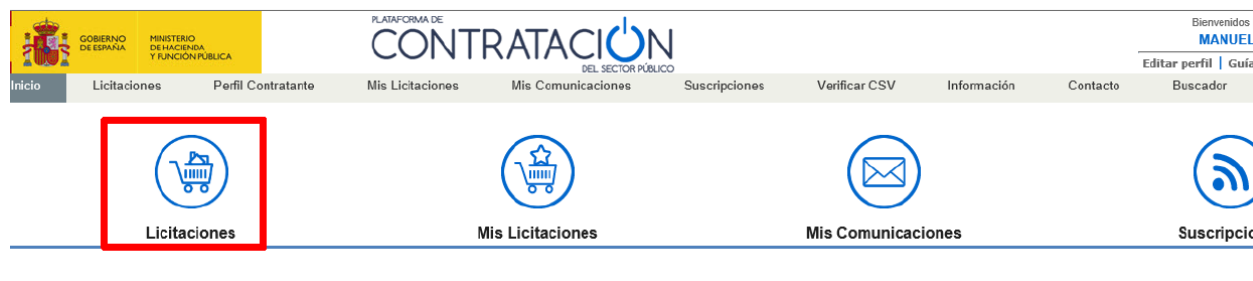 GOBIERNO
DE ESPAÑA
MINISTERIO
DE HACIENDA
Y FUNCIÓN PÚBLICA
PLATAFORMA DE
CONTRATACIÓN
DEL SECTOR PÚBLICO
Bienvenidos
MANUEL
Editar perfil | Guía
Inicio Licitaciones Perfil Contratante Mis Licitaciones Mis Comunicaciones Suscripciones Verificar CSV Información Contacto Buscador
Licitaciones Mis Licitaciones Mis Comunicaciones Suscripcio